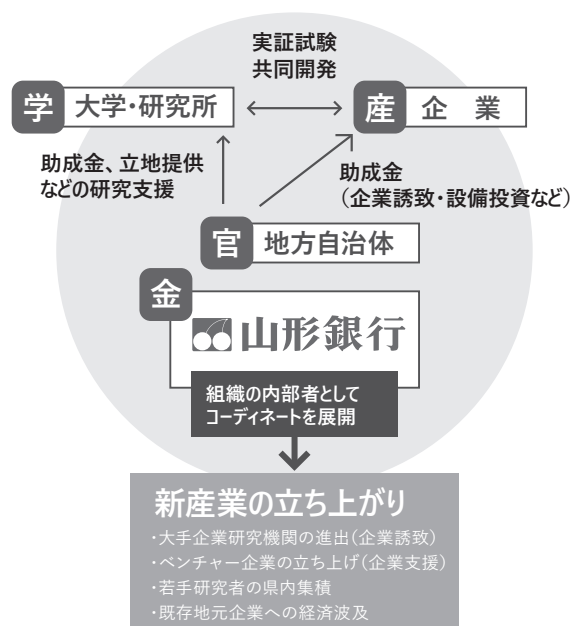 実証試験
共同開発
学 大学・研究所
産 企　業
助成金、立地提供
などの研究支援
助成金
（企業誘致・設備投資など）
官 地方自治体
金
山形銀行
組織の内部者として
コーディネートを展開
新産業の立ち上がり
・大手企業研究機関の進出（企業誘致）
・ベンチャー企業の立ち上げ（企業支援）
・若手研究者の県内集積
・既存地元企業への経済波及